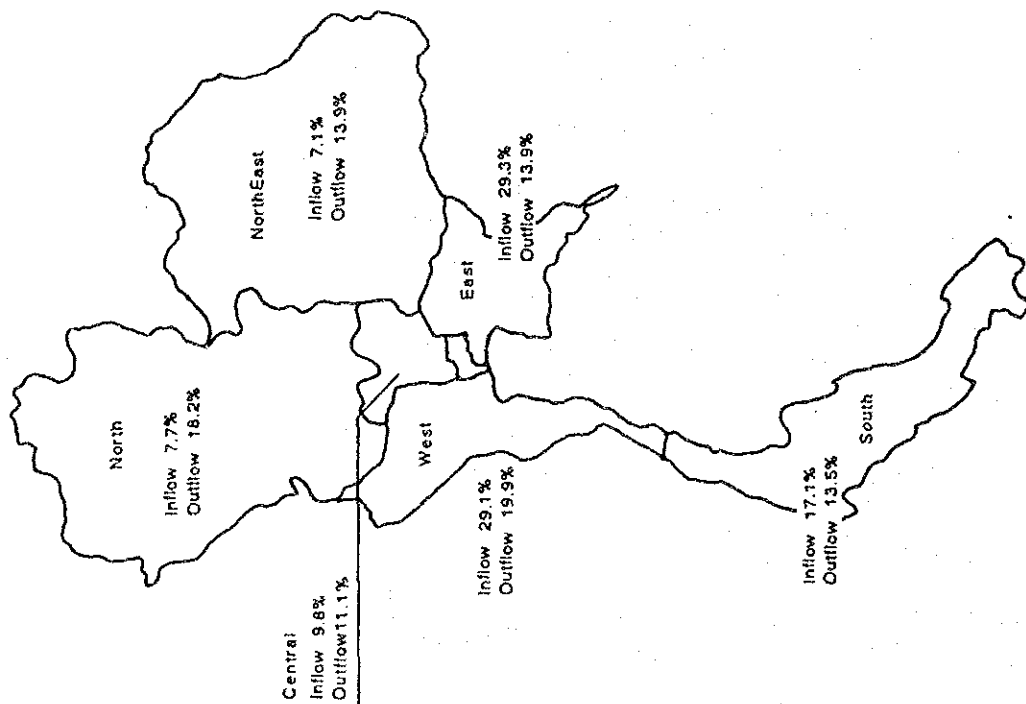 North
Inflow 7.7%
Outflow 18.2%
NorthEast
Inflow 7.1%
Outflow 13.9%
Central
Inflow 9.8%
Outflow11.1%
West
Inflow 29.1%
Outflow 19.9%
East
Inflow 29.3%
Outflow 13.9%
South
Inflow 17.1%
Outflow 13.5%